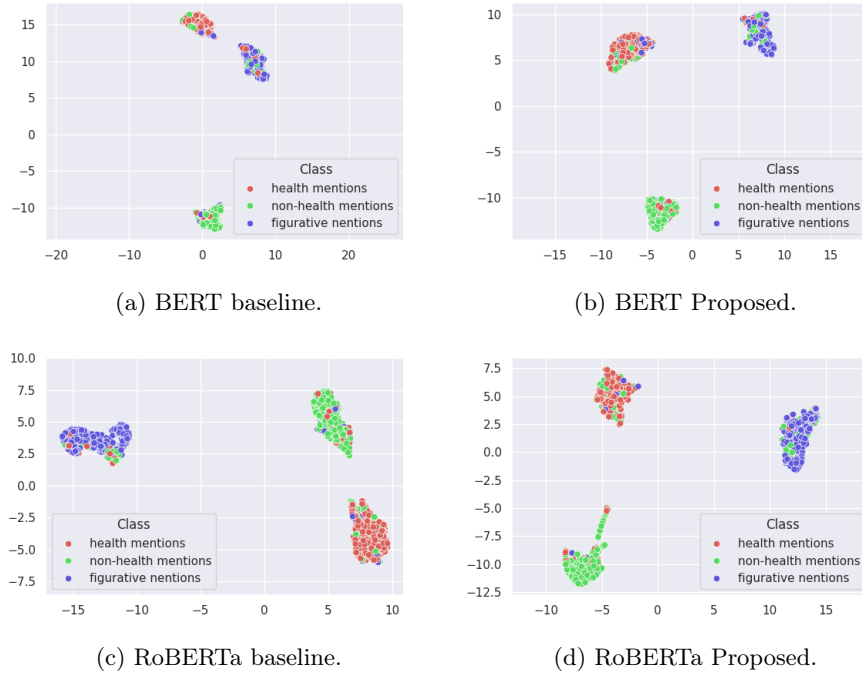 15
10
5
0
−5
−10
−20
−10
0
10
20
Class
health mentions
non-health mentions
figurative nentions
(a) BERT baseline.
10
5
0
−5
−10
−15
−10
−5
0
5
10
15
Class
health mentions
non-health mentions
figurative nentions
(b) BERT Proposed.
10.0
7.5
5.0
2.5
0.0
−2.5
−5.0
−7.5
−15
−10
−5
0
5
10
Class
health mentions
non-health mentions
figurative nentions
(c) RoBERTa baseline.
7.5
5.0
2.5
0.0
−2.5
−5.0
−7.5
−10.0
−12.5
−10
−5
0
5
10
15
Class
health mentions
non-health mentions
figurative nentions
(d) RoBERTa Proposed.